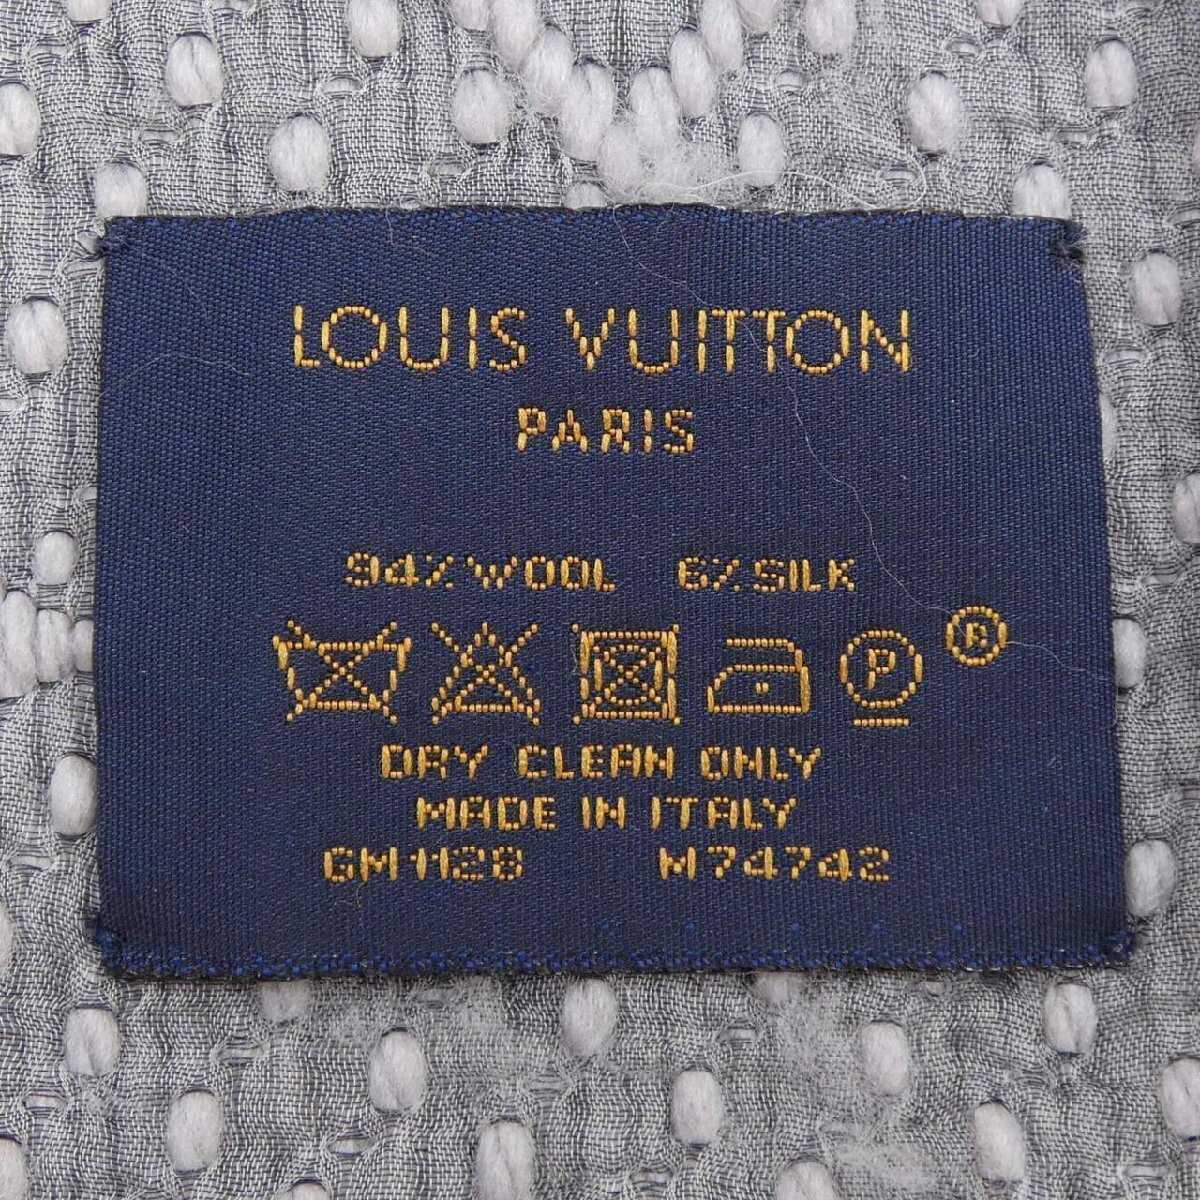 LOUIS VUITTON
PARIS
94% WOOL 6% SILK
P ®
DRY CLEAN ONLY
MADE IN ITALY
GM1128 M74742